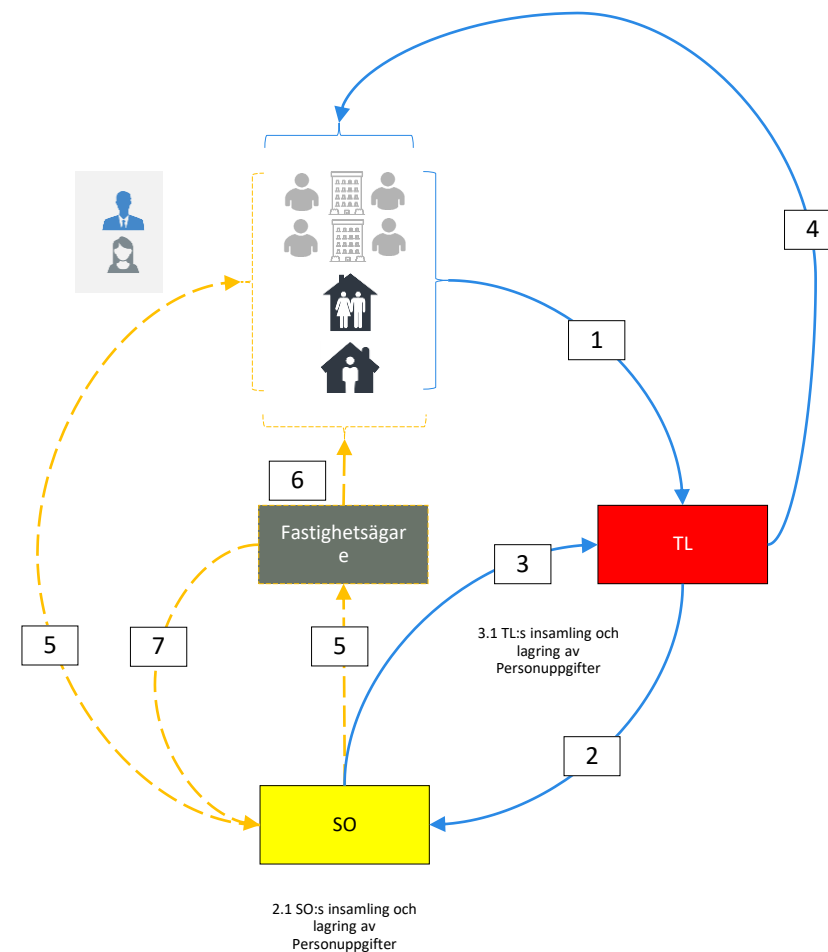 4
1
6
Fastighetsägar
e
TL
3
5
7
5
3.1 TL:s insamling och
lagring av
Personuppgifter
2
SO
2.1 SO:s insamling och
lagring av
Personuppgifter